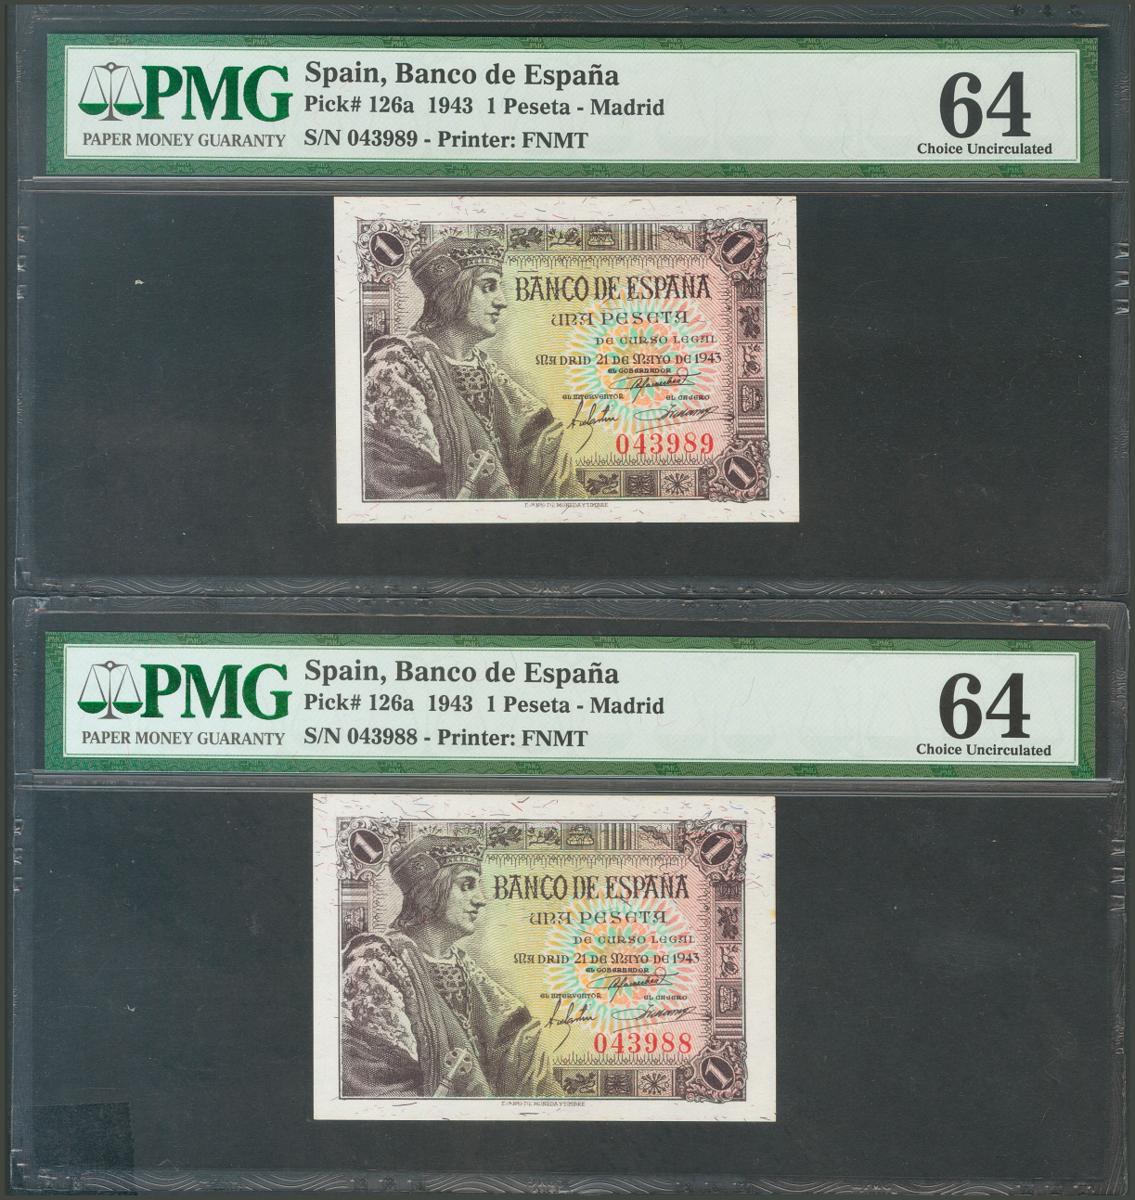 PMG
PAPER MONEY GUARANTY
Spain, Banco de España
Pick# 126a 1943 1 Peseta - Madrid
S/N 043989 - Printer: FNMT
64
Choice Uncirculated
1
1
BANCO DE ESPAÑA
UNA PESETA
DE CURSO LEGAL
MADRID 21 DE MAYO DE 1943
EL GOBERNADOR
EL INTERVENTOR EL CAJERO
043989
1
PMG
PAPER MONEY GUARANTY
Spain, Banco de España
Pick# 126a 1943 1 Peseta - Madrid
S/N 043988 - Printer: FNMT
64
Choice Uncirculated
1
1
BANCO DE ESPAÑA
UNA PESETA
DE CURSO LEGAL
MADRID 21 DE MAYO DE 1943
EL GOBERNADOR
EL INTERVENTOR EL CAJERO
043988
1